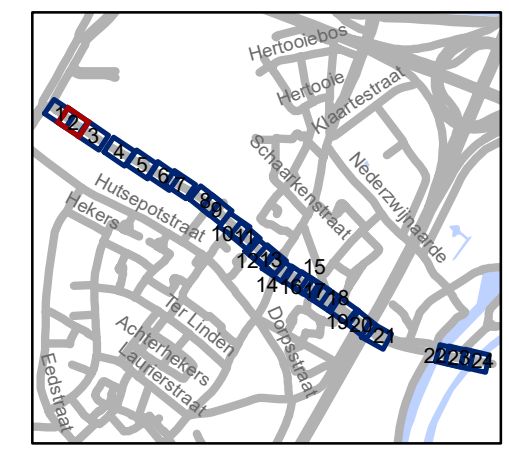 Hertooiebos
Hertooie
Klaartestraat
1
2
3
4
5
6
7
8
9
Schaarkenstraat
Nederzwijnaarde
Hutsepotstraat
Hekers
10
11
12
13
14
15
16
17
18
19
20
21
22
23
24
Ter Linden
Dorpsstraat
Achterhekers
Laurierstraat
Eedstraat